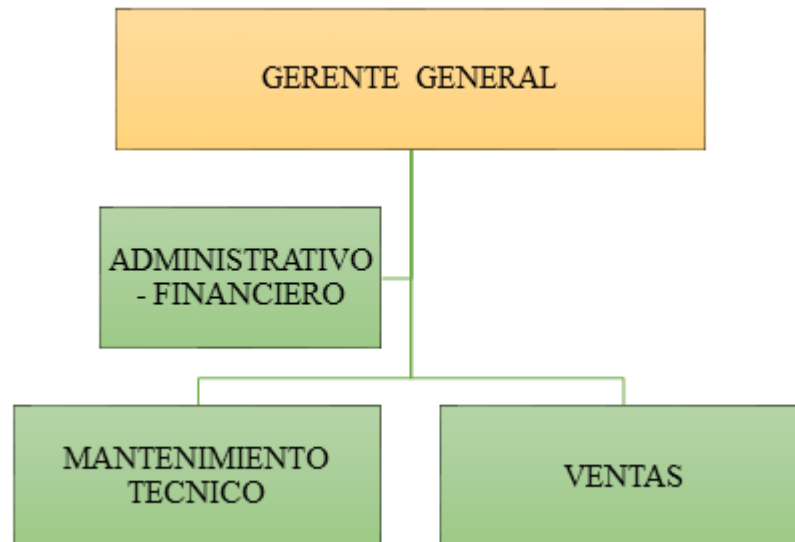 GERENTE GENERAL
ADMINISTRATIVO
- FINANCIERO
MANTENIMIENTO
TECNICO
VENTAS